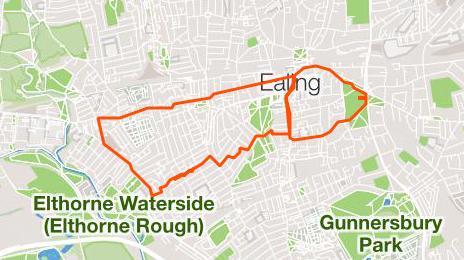 Ealing
Elthorne Waterside
(Elthorne Rough)
Gunnersbury
Park